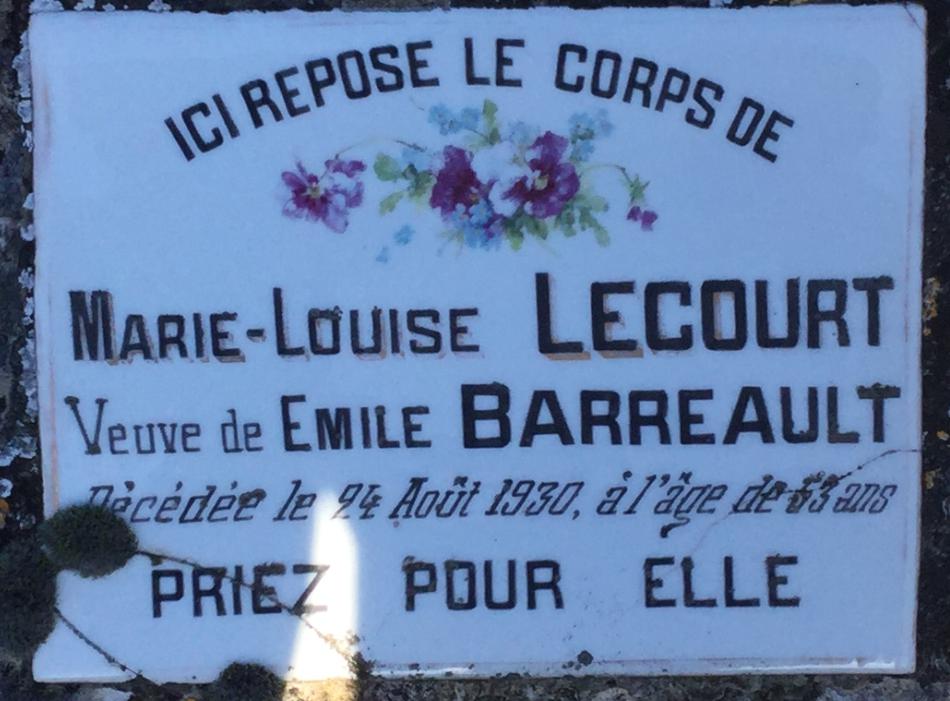 ICI REPOSE LE CORPS DE
MARIE-LOUISE LECOURT
Veuve de EMILE BARREAULT
Décédée le 24 Août 1930, à l'âge de ans
PRIEZ POUR ELLE